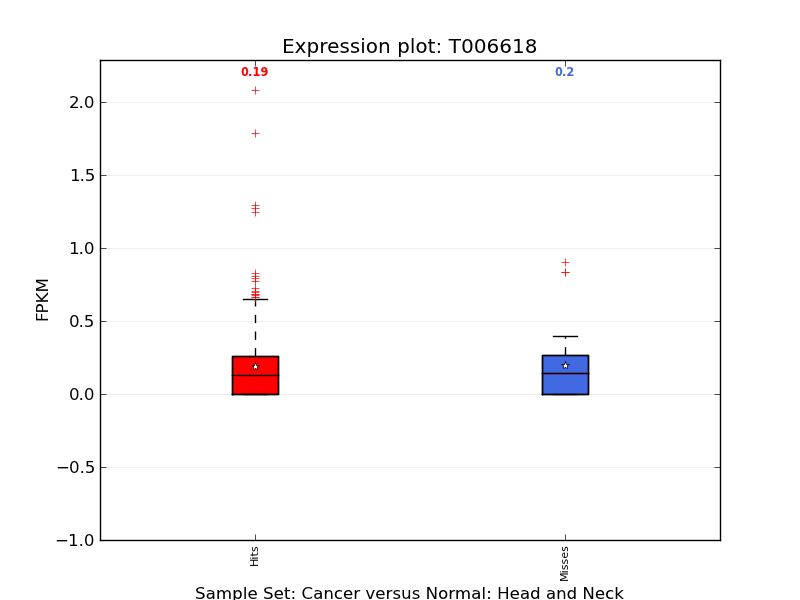 Expression plot: T006618
0.19 0.2
2.0
1.5
1.0
0.5
0.0
−0.5
−1.0
FPKM
Hits Misses
Sample Set: Cancer versus Normal: Head and Neck